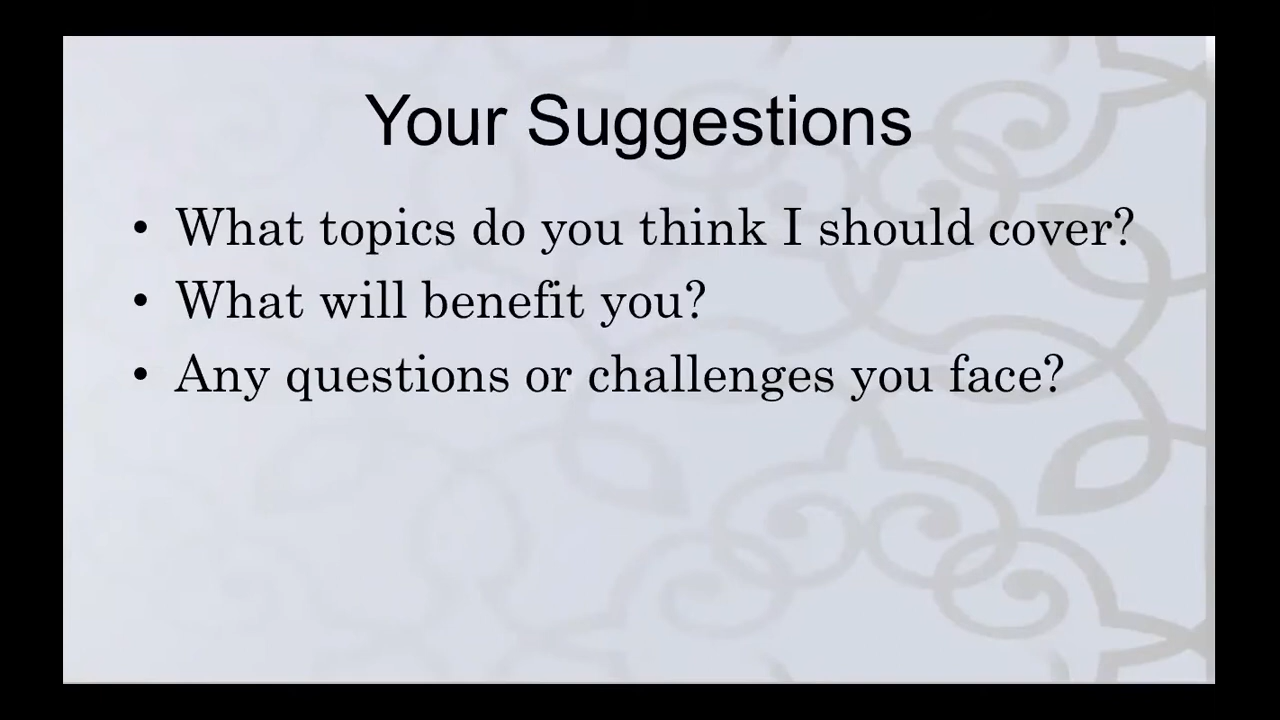 Your Suggestions
• What topics do you think I should cover?
• What will benefit you?
• Any questions or challenges you face?